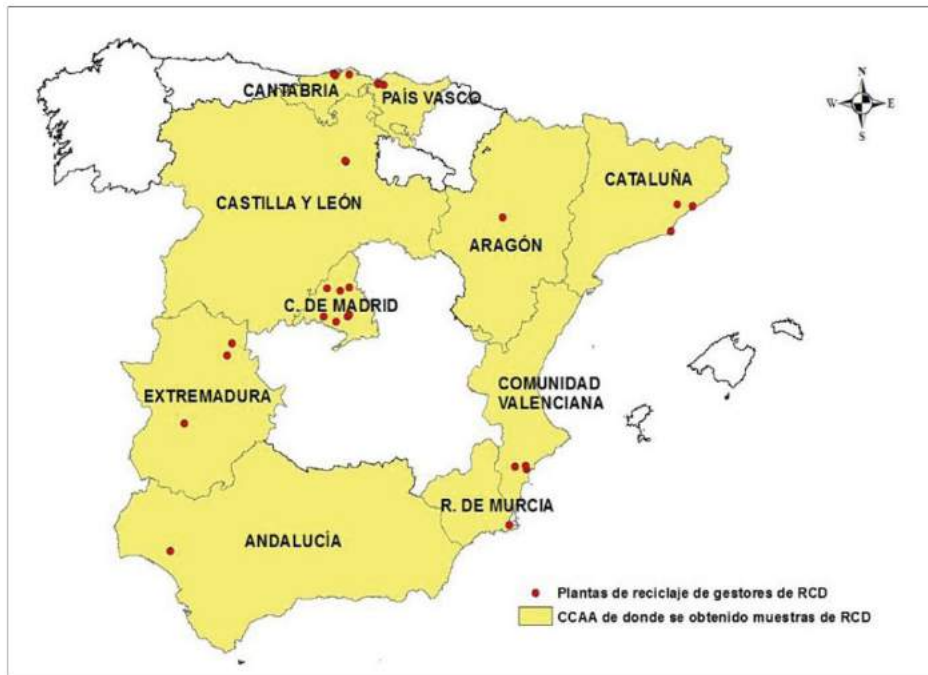 CANTABRIA
PAÍS VASCO
N
W E
S
CATALUÑA
CASTILLA Y LEÓN
ARAGÓN
C. DE MADRID
COMUNIDAD
VALENCIANA
EXTREMADURA
R. DE MURCIA
ANDALUCÍA
Plantas de reciclaje de gestores de RCD
CCAA de donde se obtenido muestras de RCD